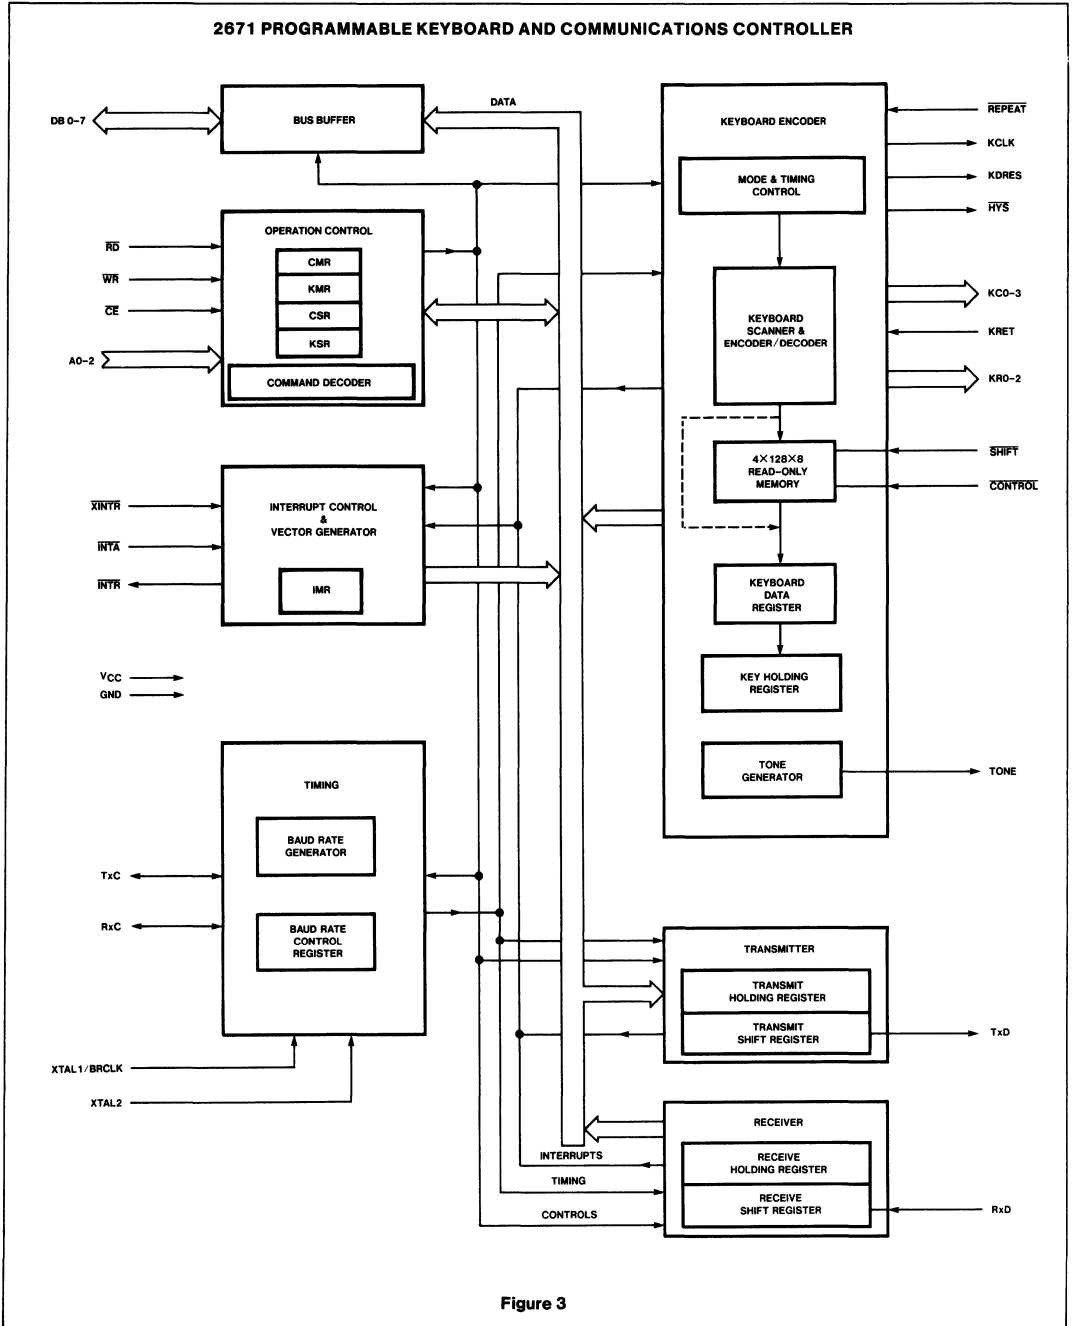 2671 PROGRAMMABLE KEYBOARD AND COMMUNICATIONS CONTROLLER
DB 0-7
BUS BUFFER
DATA
KEYBOARD ENCODER
REPEAT
KCLK
KDRES
HYS
MODE & TIMING
CONTROL
OPERATION CONTROL
RD
WR
CE
A0-2
CMR
KMR
CSR
KSR
COMMAND DECODER
KEYBOARD
SCANNER &
ENCODER/DECODER
KC0-3
KRET
KR0-2
4×128×8
READ-ONLY
MEMORY
SHIFT
CONTROL
XINTR
INTA
INTR
INTERRUPT CONTROL
&
VECTOR GENERATOR
IMR
KEYBOARD
DATA
REGISTER
KEY HOLDING
REGISTER
VCC
GND
TONE
GENERATOR
TONE
TIMING
BAUD RATE
GENERATOR
BAUD RATE
CONTROL
REGISTER
TxC
RxC
XTAL1/BRCLK
XTAL2
TRANSMITTER
TRANSMIT
HOLDING REGISTER
TRANSMIT
SHIFT REGISTER
TxD
RECEIVER
RECEIVE
HOLDING REGISTER
RECEIVE
SHIFT REGISTER
RxD
INTERRUPTS
TIMING
CONTROLS
Figure 3